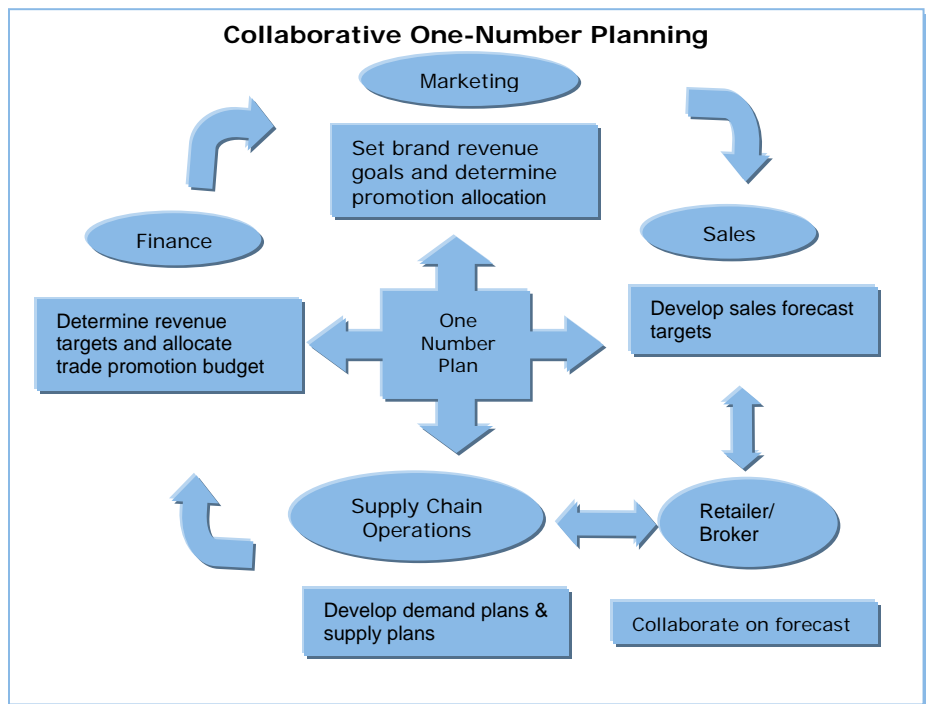 Collaborative One-Number Planning
Marketing
Set brand revenue
goals and determine
promotion allocation
Finance
Sales
Determine revenue
targets and allocate
trade promotion budget
One
Number
Plan
Develop sales forecast
targets
Supply Chain
Operations
Retailer/
Broker
Develop demand plans &
supply plans
Collaborate on forecast